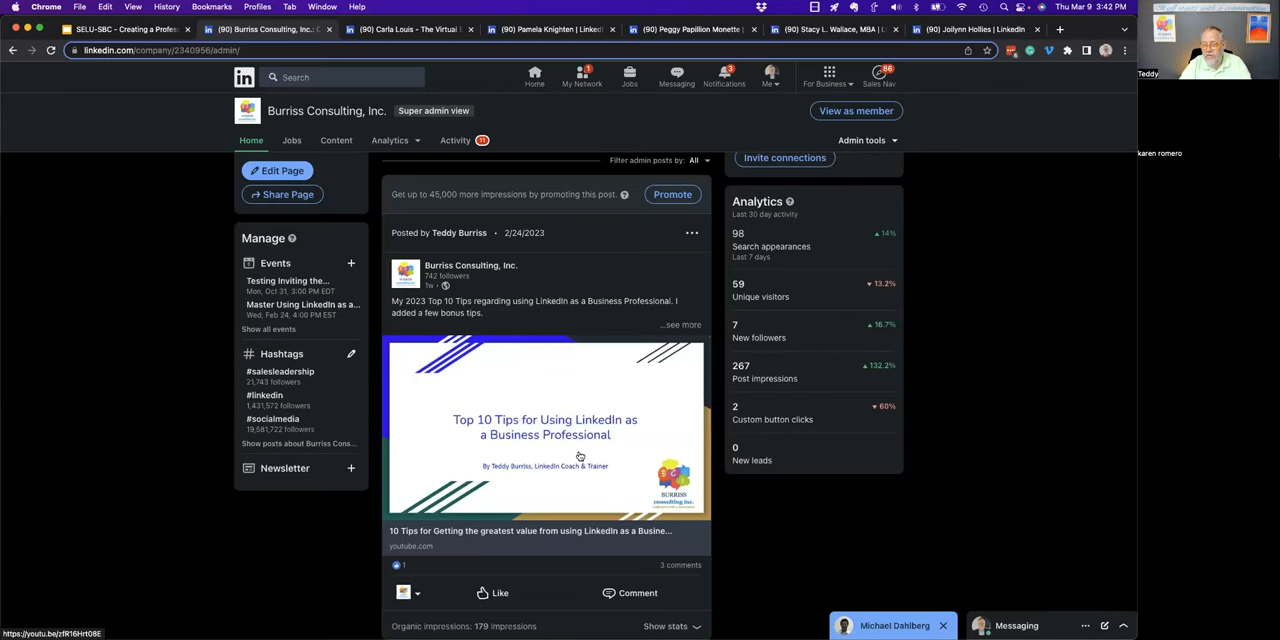 Chrome File Edit View History Bookmarks Profiles Tab Window Help
Thu Mar 9 3:42 PM
SELU-SBC - Creating a Profess
(90) Burriss Consulting, Inc.: C
(90) Carla Louis - The Virtual E
(90) Pamela Knighten | LinkedI
(90) Peggy Papillion Monette |
(90) Stacy L. Wallace, MBA | L
(90) Joilynn Hollies | LinkedIn
linkedin.com/company/2340956/admin/
Teddy
karen romero
in
Search
Home
My Network 1
Jobs
Messaging
Notifications 3
Me
For Business
Sales Nav 86
Burriss Consulting, Inc. Super admin view
View as member
Home Jobs Content Analytics Activity 11
Admin tools
Edit Page
Share Page
Manage
Events
Testing Inviting the...
Mon, Oct 31, 3:00 PM EDT
Master Using LinkedIn as a...
Wed, Feb 24, 4:00 PM EST
Show all events
Hashtags
#salesleadership
21,743 followers
#linkedin
1,431,572 followers
#socialmedia
19,581,722 followers
Show posts about Burriss Cons...
Newsletter
Filter admin posts by: All
Get up to 45,000 more impressions by promoting this post.
Promote
Posted by Teddy Burriss • 2/24/2023
Burriss Consulting, Inc.
742 followers
1w •
My 2023 Top 10 Tips regarding using LinkedIn as a Business Professional. I
added a few bonus tips.
...see more
Top 10 Tips for Using LinkedIn as
a Business Professional
By Teddy Burriss, LinkedIn Coach & Trainer
BURRISS
consulting inc.
10 Tips for Getting the greatest value from using LinkedIn as a Busine...
youtube.com
1
3 comments
Like
Comment
Organic impressions: 179 impressions
Show stats
Invite connections
Analytics
Last 30 day activity
98 14%
Search appearances
Last 7 days
59 13.2%
Unique visitors
7 16.7%
New followers
267 132.2%
Post impressions
2 60%
Custom button clicks
0
New leads
Michael Dahlberg
Messaging
https://youtu.be/zfR16Hrt08E